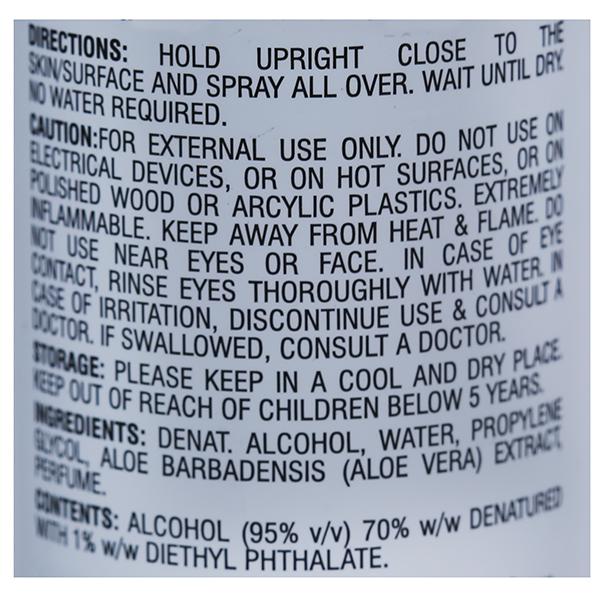 DIRECTIONS: HOLD UPRIGHT CLOSE TO THE
SKIN/SURFACE AND SPRAY ALL OVER. WAIT UNTIL DRY.
NO WATER REQUIRED.
CAUTION:FOR EXTERNAL USE ONLY. DO NOT USE ON
ELECTRICAL DEVICES, OR ON HOT SURFACES, OR ON
POLISHED WOOD OR ARCYLIC PLASTICS. EXTREMELY
INFLAMMABLE. KEEP AWAY FROM HEAT & FLAME. DO
NOT USE NEAR EYES OR FACE. IN CASE OF EYE
CONTACT, RINSE EYES THOROUGHLY WITH WATER. IN
CASE OF IRRITATION, DISCONTINUE USE & CONSULT A
DOCTOR. IF SWALLOWED, CONSULT A DOCTOR.
STORAGE: PLEASE KEEP IN A COOL AND DRY PLACE.
KEEP OUT OF REACH OF CHILDREN BELOW 5 YEARS.
INGREDIENTS: DENAT. ALCOHOL, WATER, PROPYLENE
GLYCOL, ALOE BARBADENSIS (ALOE VERA) EXTRACT,
PERFUME.
CONTENTS: ALCOHOL (95% v/v) 70% w/w DENATURED
WITH 1% w/w DIETHYL PHTHALATE.